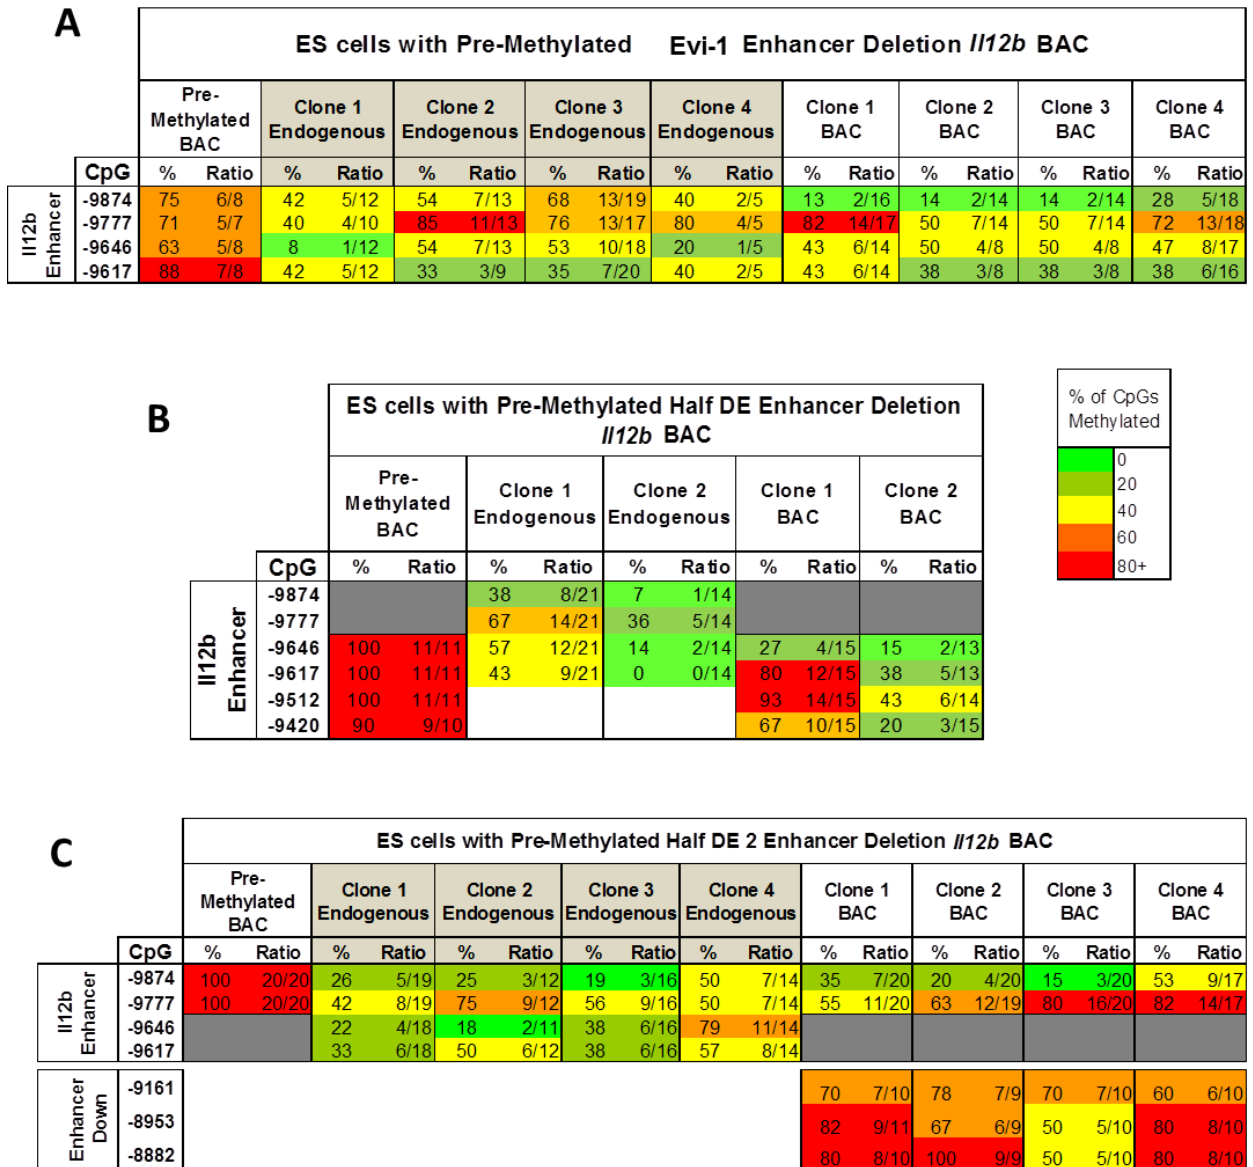 A
ES cells with Pre-Methylated Evi-1 Enhancer Deletion Il12b BAC
Pre-Methylated BAC Clone 1 Endogenous Clone 2 Endogenous Clone 3 Endogenous Clone 4 Endogenous Clone 1 BAC Clone 2 BAC Clone 3 BAC Clone 4 BAC
CpG % Ratio % Ratio % Ratio % Ratio % Ratio % Ratio % Ratio % Ratio % Ratio
Il12b Enhancer
-9874 75 6/8 42 5/12 54 7/13 68 13/19 40 2/5 13 2/16 14 2/14 14 2/14 28 5/18
-9777 71 5/7 40 4/10 85 11/13 76 13/17 80 4/5 82 14/17 50 7/14 50 7/14 72 13/18
-9646 63 5/8 8 1/12 54 7/13 53 10/18 20 1/5 43 6/14 50 4/8 50 4/8 47 8/17
-9617 88 7/8 42 5/12 33 3/9 35 7/20 40 2/5 43 6/14 38 3/8 38 3/8 38 6/16
B
ES cells with Pre-Methylated Half DE Enhancer Deletion
Il12b BAC
Pre-Methylated BAC Clone 1 Endogenous Clone 2 Endogenous Clone 1 BAC Clone 2 BAC
CpG % Ratio % Ratio % Ratio % Ratio % Ratio
Il12b Enhancer
-9874 38 8/21 7 1/14
-9777 67 14/21 36 5/14
-9646 100 11/11 57 12/21 14 2/14 27 4/15 15 2/13
-9617 100 11/11 43 9/21 0 0/14 80 12/15 38 5/13
-9512 100 11/11 93 14/15 43 6/14
-9420 90 9/10 67 10/15 20 3/15
% of CpGs
Methylated
0
20
40
60
80+
C
ES cells with Pre-Methylated Half DE 2 Enhancer Deletion Il12b BAC
Pre-Methylated BAC Clone 1 Endogenous Clone 2 Endogenous Clone 3 Endogenous Clone 4 Endogenous Clone 1 BAC Clone 2 BAC Clone 3 BAC Clone 4 BAC
CpG % Ratio % Ratio % Ratio % Ratio % Ratio % Ratio % Ratio % Ratio % Ratio
Il12b Enhancer
-9874 100 20/20 26 5/19 25 3/12 19 3/16 50 7/14 35 7/20 20 4/20 15 3/20 53 9/17
-9777 100 20/20 42 8/19 75 9/12 56 9/16 50 7/14 55 11/20 63 12/19 80 16/20 82 14/17
-9646 22 4/18 18 2/11 38 6/16 79 11/14
-9617 33 6/18 50 6/12 38 6/16 57 8/14
Enhancer Down
-9161 70 7/10 78 7/9 70 7/10 60 6/10
-8953 82 9/11 67 6/9 50 5/10 80 8/10
-8882 80 8/10 100 9/9 50 5/10 80 8/10